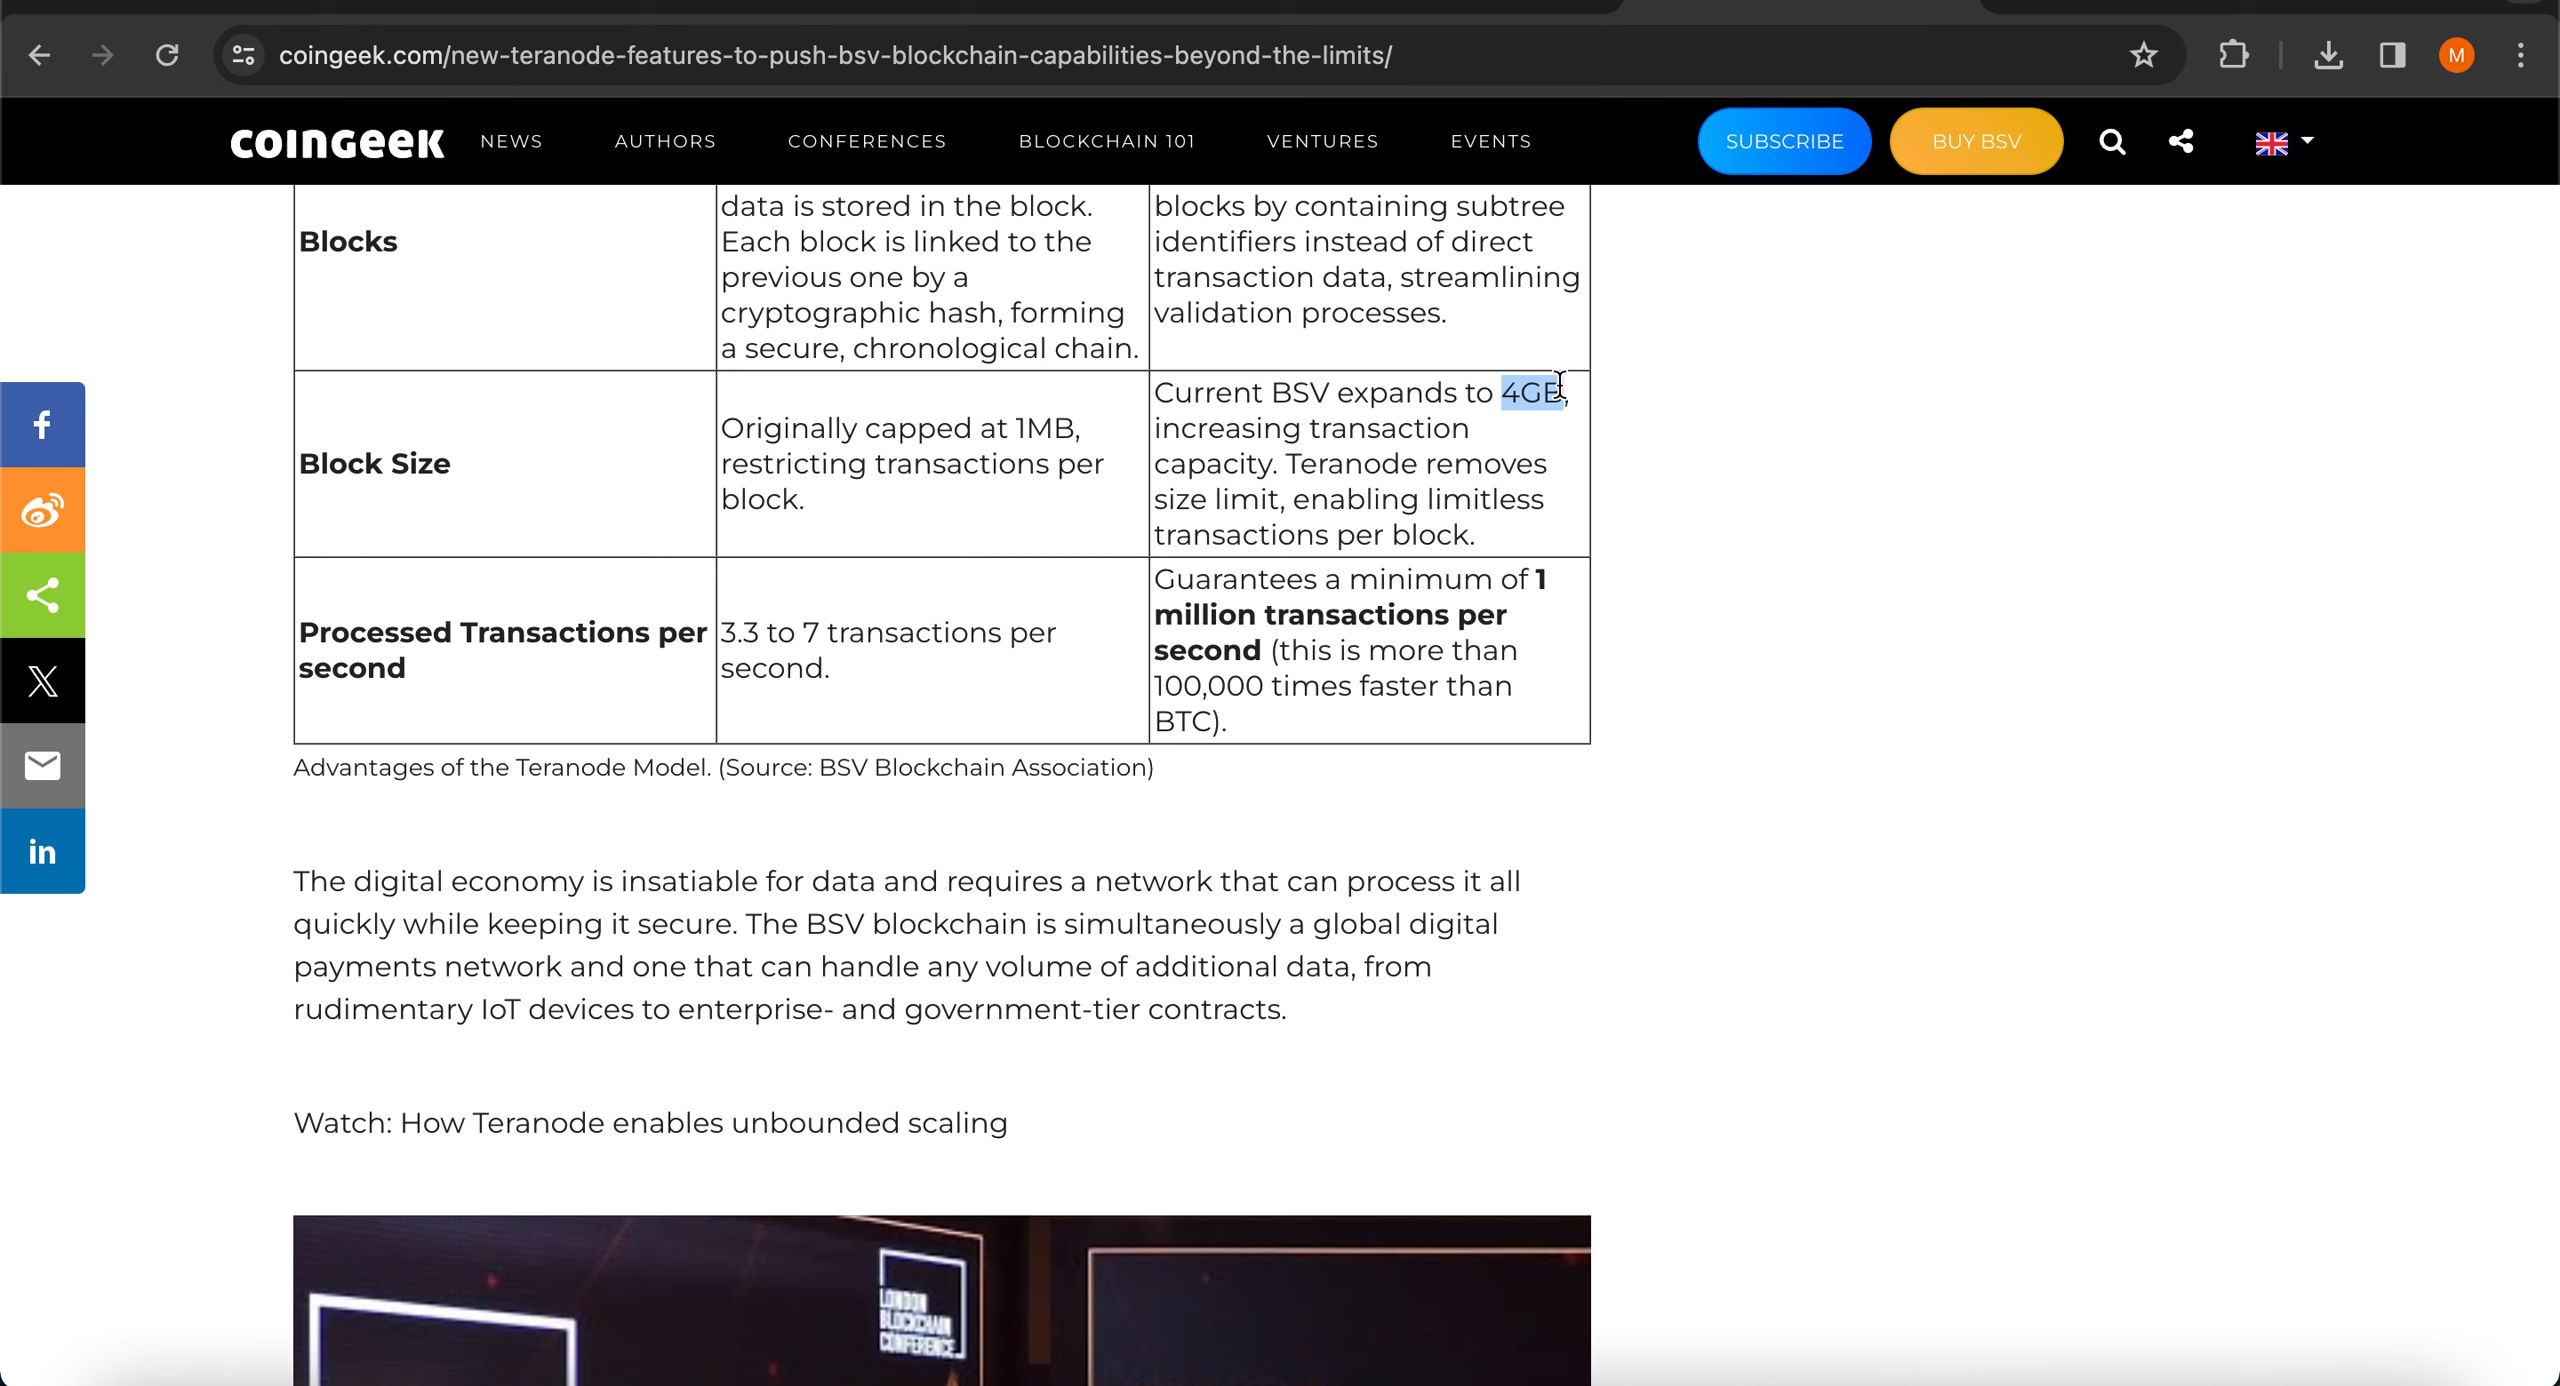 coingeek.com/new-teranode-features-to-push-bsv-blockchain-capabilities-beyond-the-limits/
M
COINGEEK
NEWS
AUTHORS
CONFERENCES
BLOCKCHAIN 101
VENTURES
EVENTS
SUBSCRIBE
BUY BSV
Blocks
data is stored in the block.
Each block is linked to the
previous one by a
cryptographic hash, forming
a secure, chronological chain.
blocks by containing subtree
identifiers instead of direct
transaction data, streamlining
validation processes.
Block Size
Originally capped at 1MB,
restricting transactions per
block.
Current BSV expands to 4GB,
increasing transaction
capacity. Teranode removes
size limit, enabling limitless
transactions per block.
Processed Transactions per
second
3.3 to 7 transactions per
second.
Guarantees a minimum of 1
million transactions per
second (this is more than
100,000 times faster than
BTC).
Advantages of the Teranode Model. (Source: BSV Blockchain Association)
The digital economy is insatiable for data and requires a network that can process it all
quickly while keeping it secure. The BSV blockchain is simultaneously a global digital
payments network and one that can handle any volume of additional data, from
rudimentary IoT devices to enterprise- and government-tier contracts.
Watch: How Teranode enables unbounded scaling
LONDON
BLOCKCHAIN
CONFERENCE